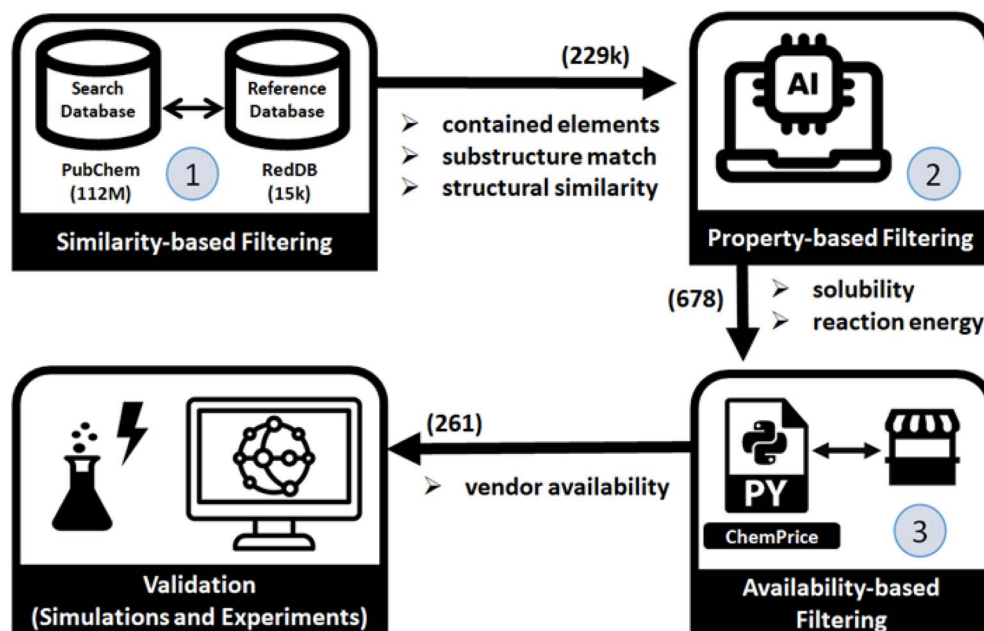 Search
Database
Reference
Database
PubChem
(112M)
1
RedDB
(15k)
Similarity-based Filtering
(229k)
➢ contained elements
➢ substructure match
➢ structural similarity
AI
2
Property-based Filtering
(678)
➢ solubility
➢ reaction energy
PY
ChemPrice
3
Availability-based
Filtering
(261)
➢ vendor availability
Validation
(Simulations and Experiments)